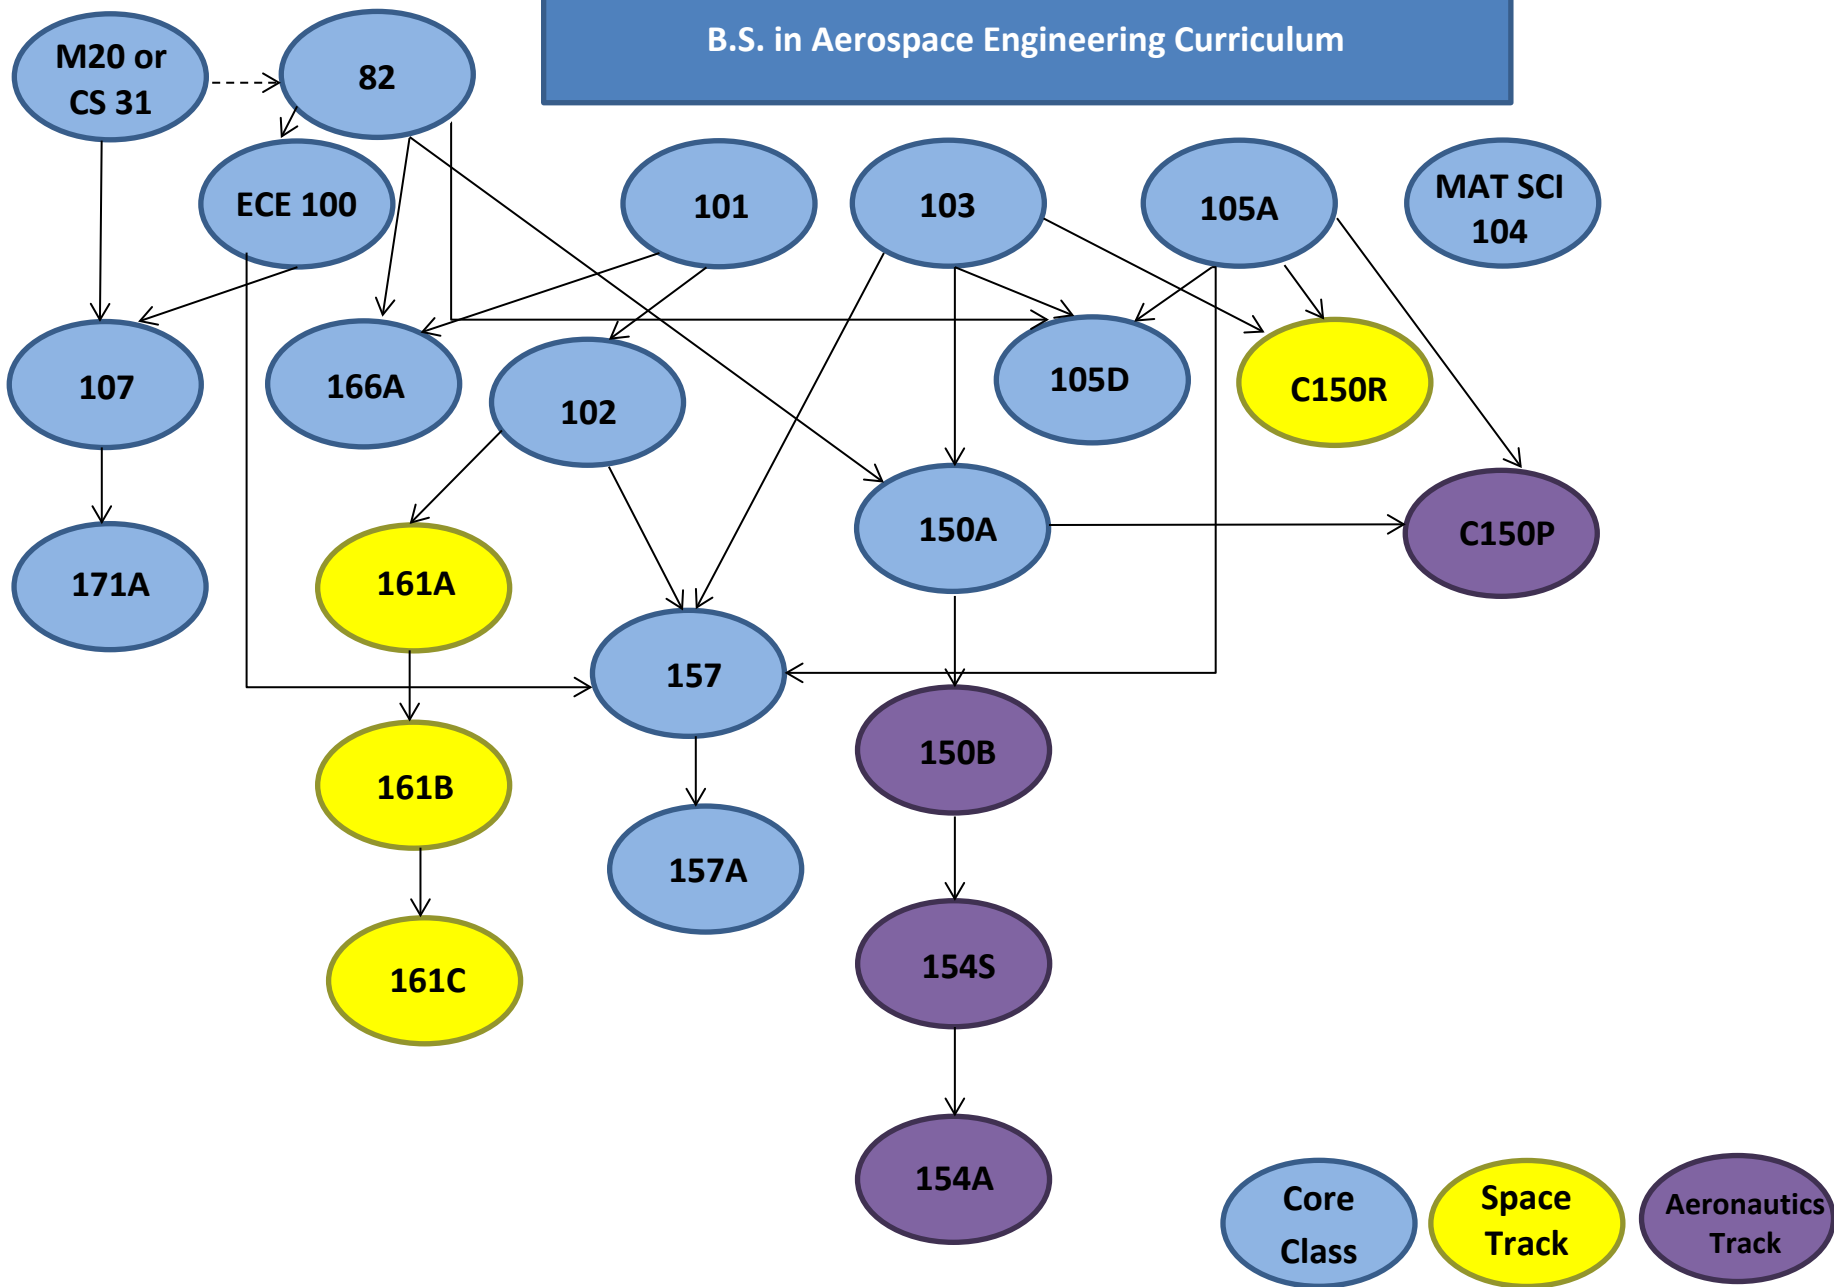 B.S. in Aerospace Engineering Curriculum
M20 or
CS 31
82
ECE 100
101
103
105A
MAT SCI
104
107
166A
102
105D
C150R
150A
C150P
171A
161A
157
150B
161B
157A
154S
161C
154A
Core
Class
Space
Track
Aeronautics
Track